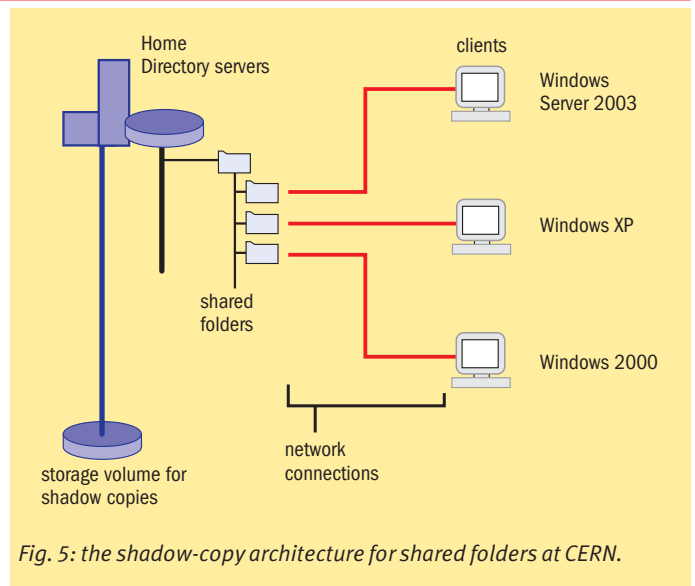 Home
Directory servers
clients
Windows
Server 2003
Windows XP
shared
folders
Windows 2000
network
connections
storage volume for
shadow copies
Fig. 5: the shadow-copy architecture for shared folders at CERN.